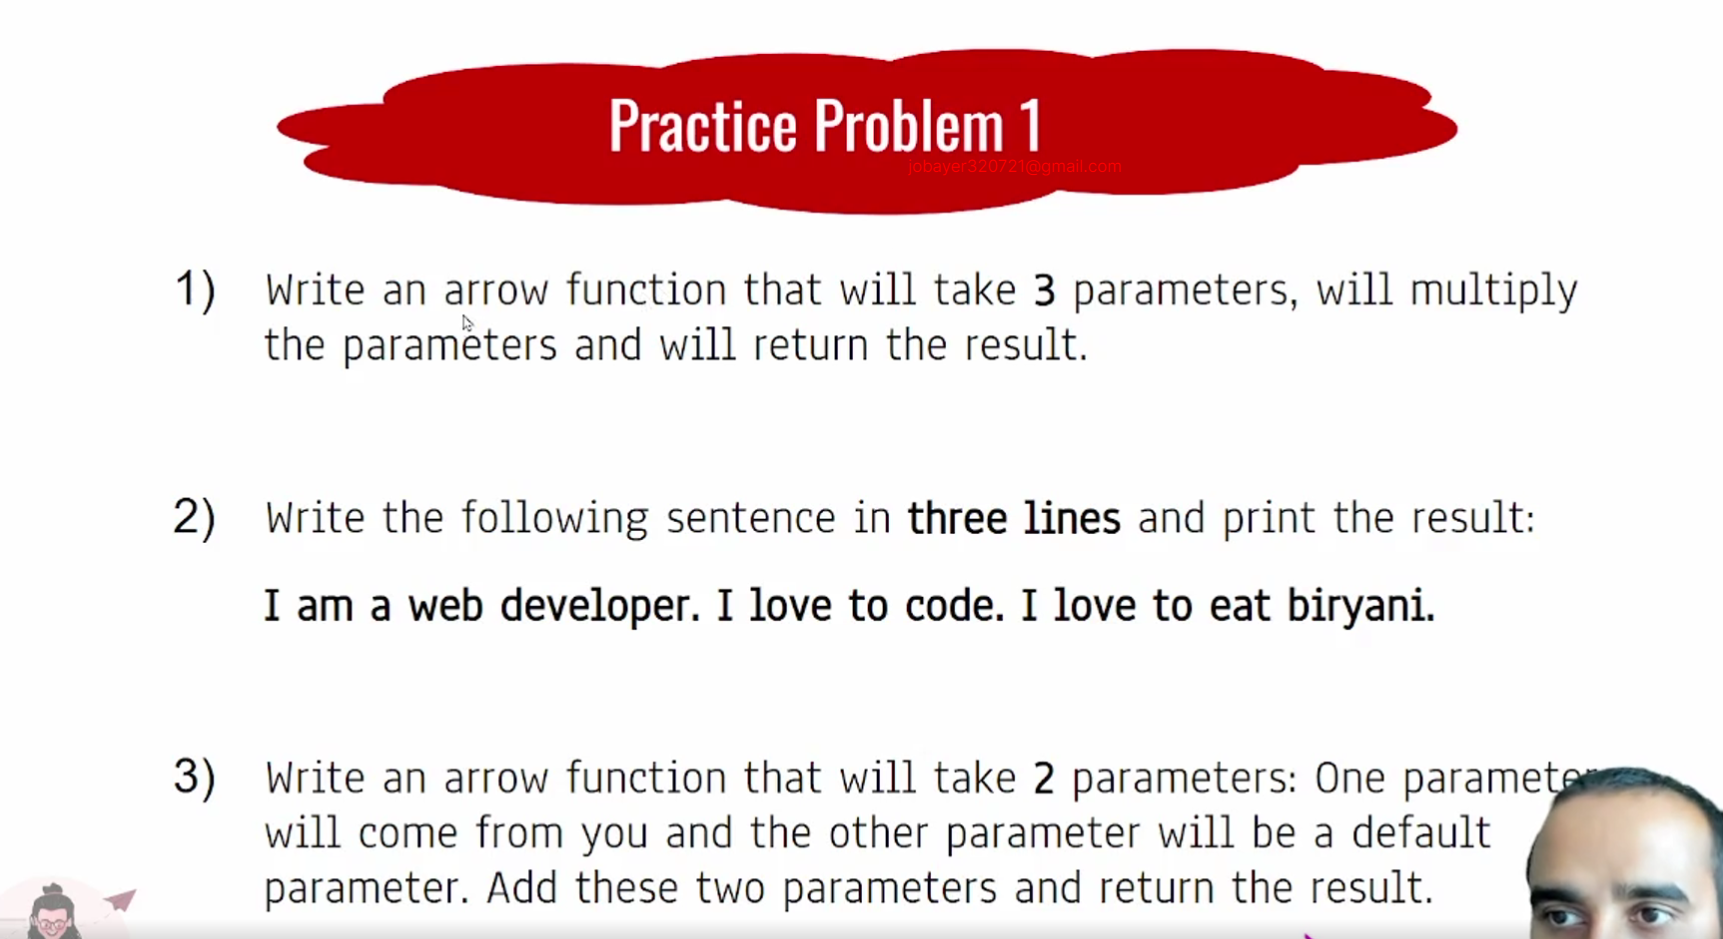 Practice Problem 1
jobayer320721@gmail.com
1) Write an arrow function that will take 3 parameters, will multiply
the parameters and will return the result.
2) Write the following sentence in three lines and print the result:
I am a web developer. I love to code. I love to eat biryani.
3) Write an arrow function that will take 2 parameters: One parameter
will come from you and the other parameter will be a default
parameter. Add these two parameters and return the result.